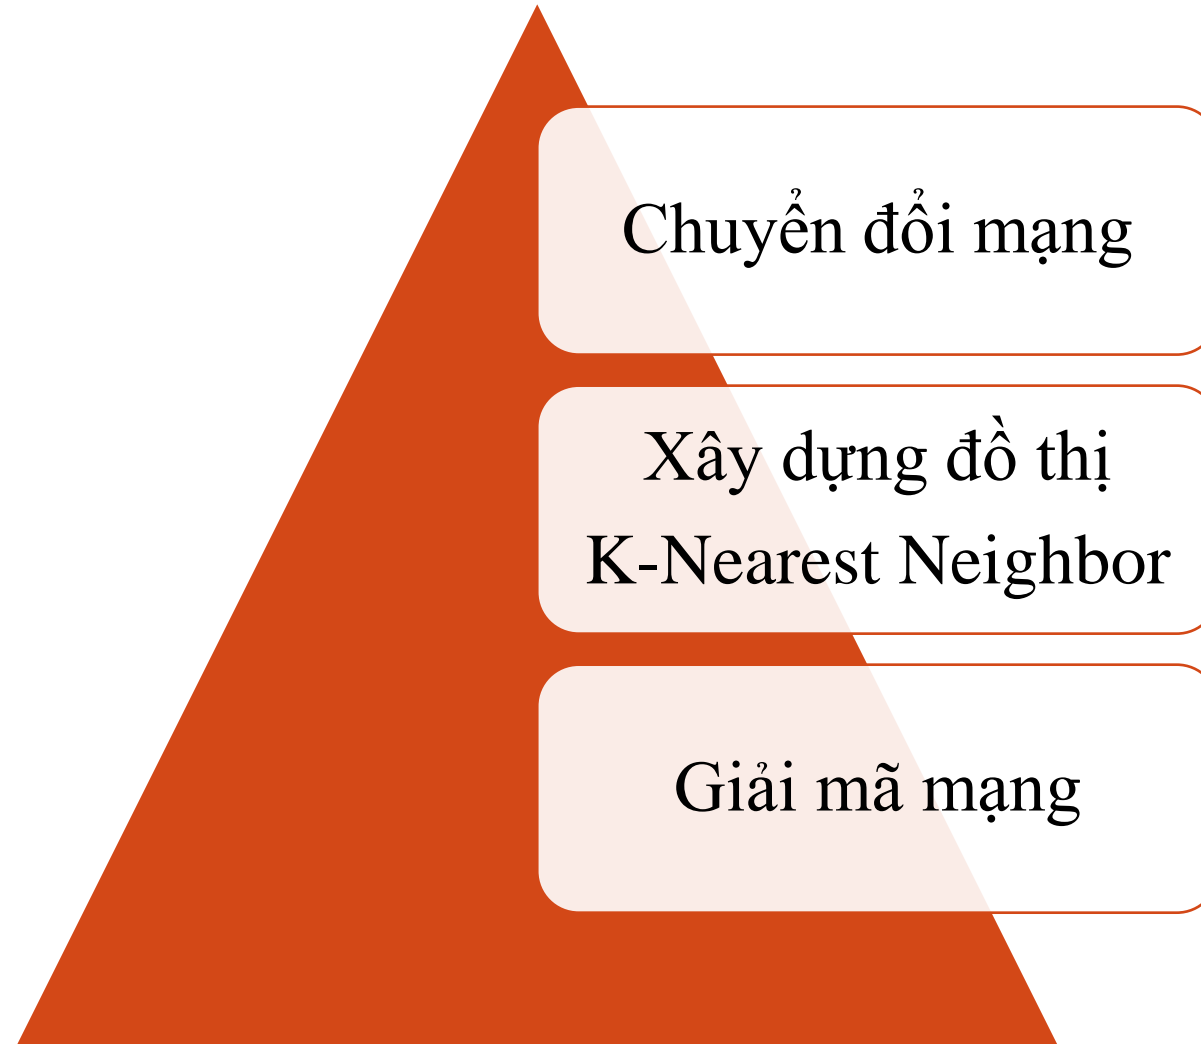 Chuyển đổi mạng
Xây dựng đồ thị
K-Nearest Neighbor
Giải mã mạng